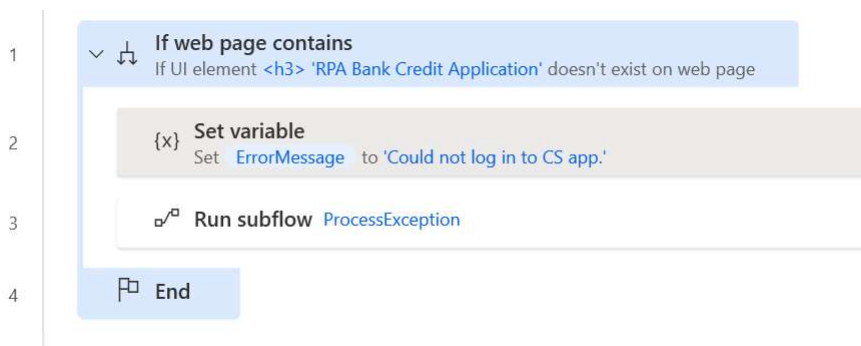 1
If web page contains
If UI element <h3> 'RPA Bank Credit Application' doesn't exist on web page
2
{x} Set variable
Set ErrorMessage to 'Could not log in to CS app.'
3
Run subflow ProcessException
4
End